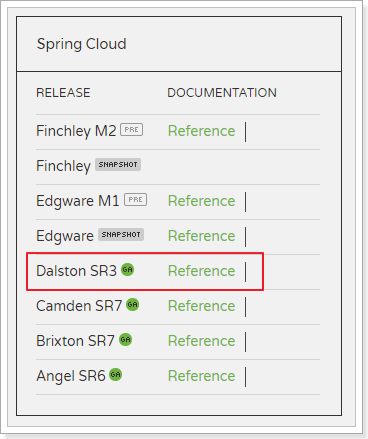 Spring Cloud
RELEASE DOCUMENTATION
Finchley M2 PRE Reference
Finchley SNAPSHOT
Edgware M1 PRE Reference
Edgware SNAPSHOT Reference
Dalston SR3 GA Reference
Camden SR7 GA Reference
Brixton SR7 GA Reference
Angel SR6 GA Reference